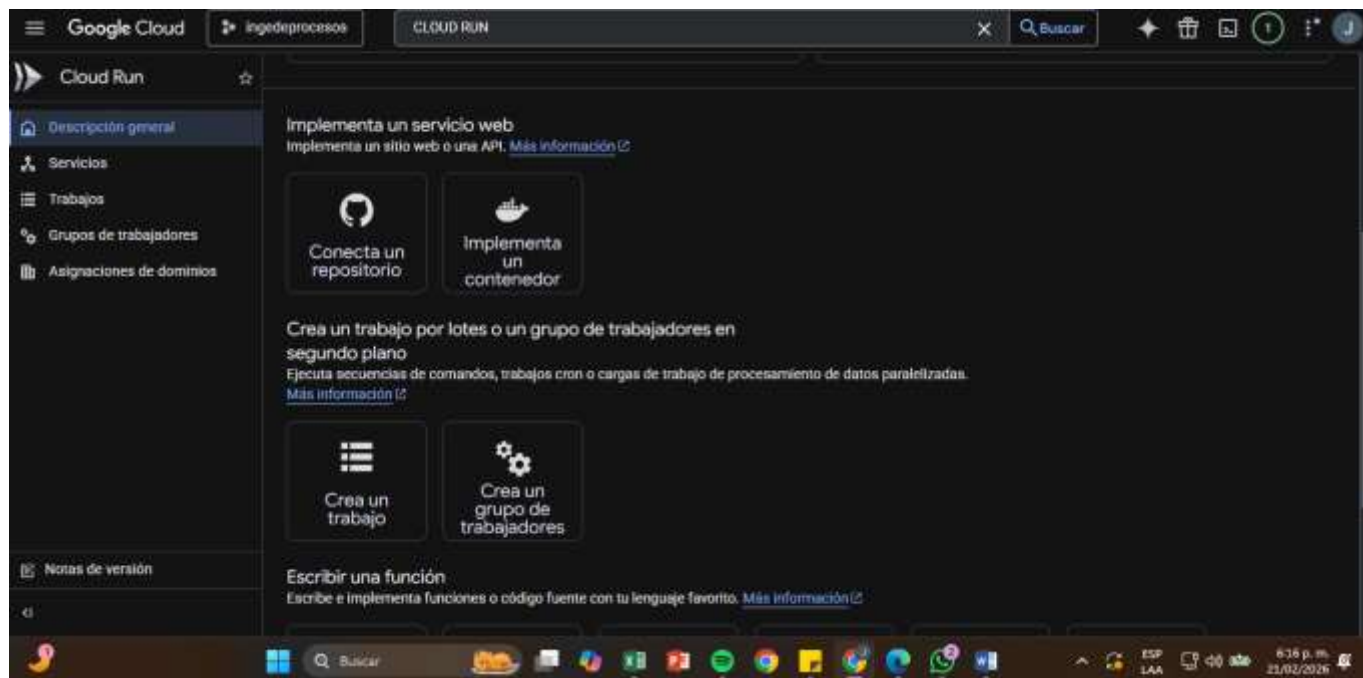 Google Cloud
ingedeprocesos
CLOUD RUN
Buscar
1
J
Cloud Run
Descripción general
Servicios
Trabajos
Grupos de trabajadores
Asignaciones de dominios
Notas de versión
Implementa un servicio web
Implementa un sitio web o una API. Más información
Conecta un
repositorio
Implementa
un
contenedor
Crea un trabajo por lotes o un grupo de trabajadores en
segundo plano
Ejecuta secuencias de comandos, trabajos cron o cargas de trabajo de procesamiento de datos paralelizadas.
Más información
Crea un
trabajo
Crea un
grupo de
trabajadores
Escribir una función
Escribe e implementa funciones o código fuente con tu lenguaje favorito. Más información
Buscar
ESP
LAA
6:16 p. m.
21/02/2026